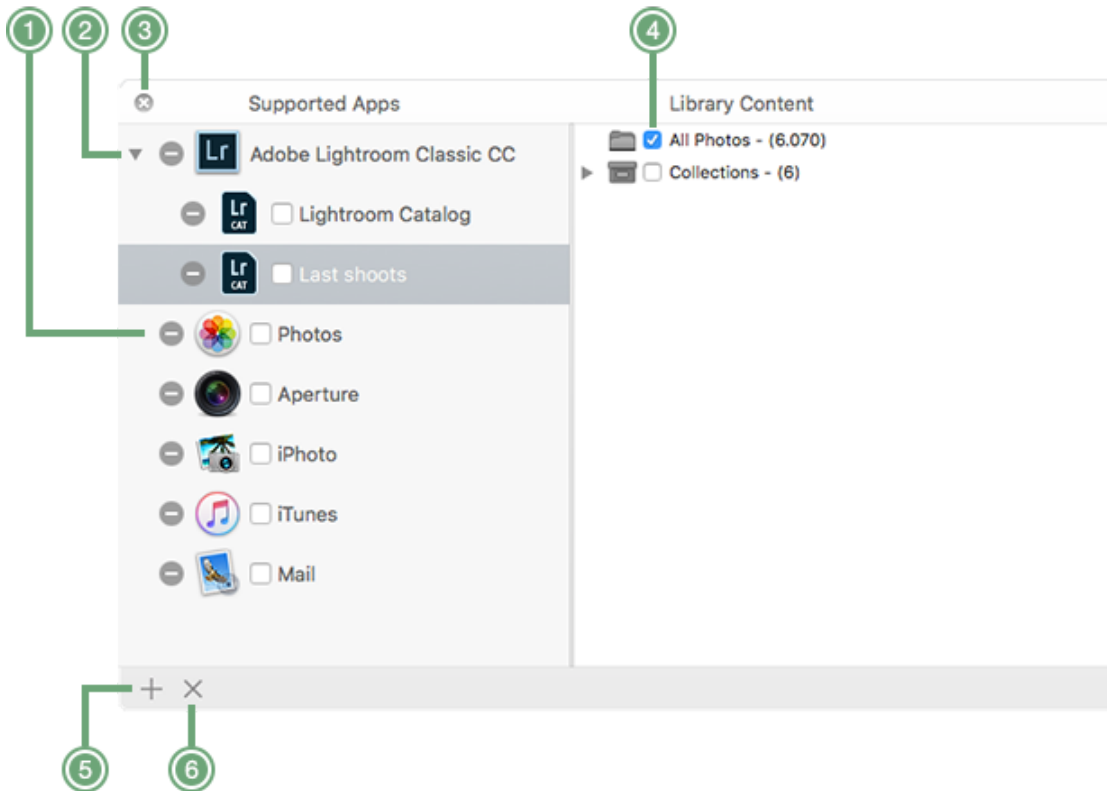 1 2 3 4
Supported Apps Library Content
Lr Adobe Lightroom Classic CC All Photos - (6.070)
Collections - (6)
Lr CAT Lightroom Catalog
Lr CAT Last shoots
Photos
Aperture
iPhoto
iTunes
Mail
5 6